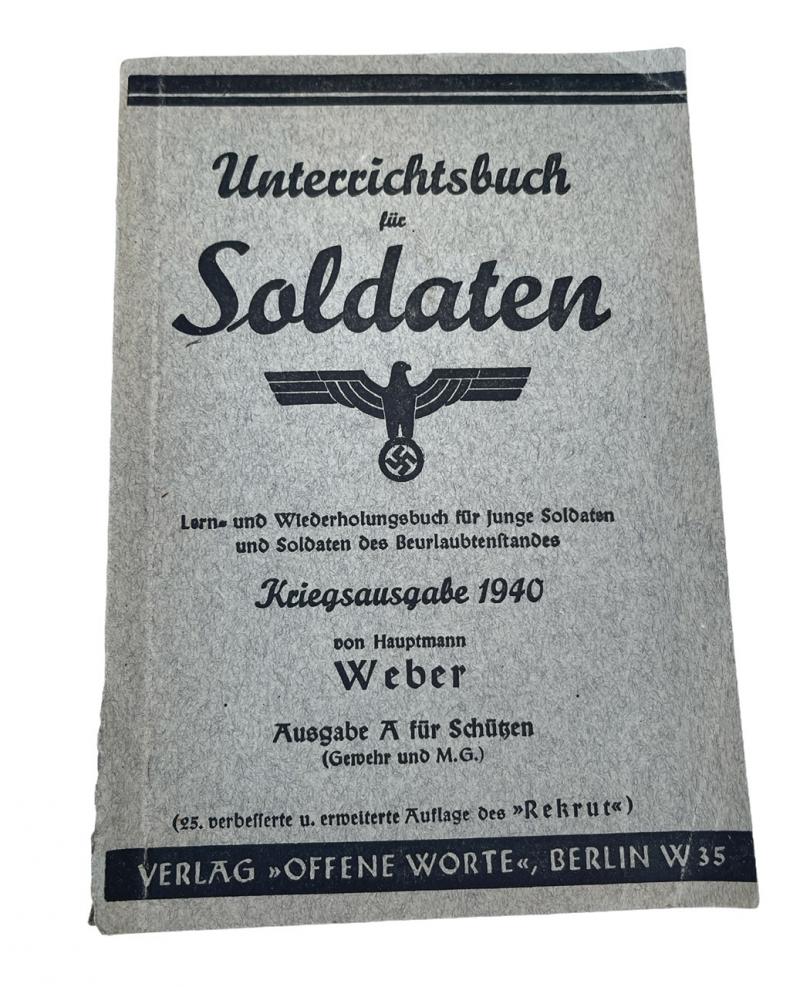 Unterrichtsbuch
für
Soldaten
Lern- und Wiederholungsbuch für junge Soldaten
und Soldaten des Beurlaubtenſtandes
Kriegsausgabe 1940
von Hauptmann
Weber
Ausgabe A für Schützen
(Gewehr und M.G.)
(25. verbeſſerte u. erweiterte Auflage des »Rekrut«)
VERLAG »OFFENE WORTE«, BERLIN W 35